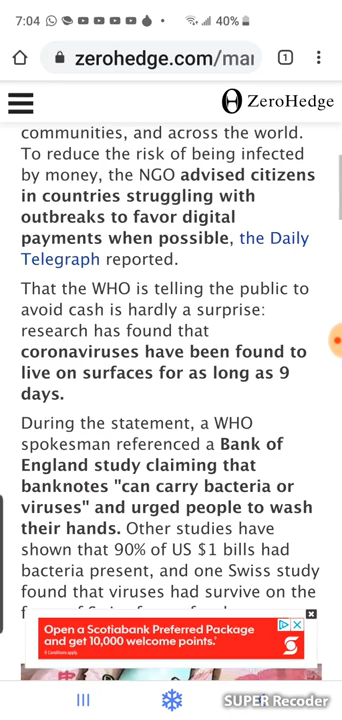 7:04
40%
zerohedge.com/mai
1
ZeroHedge
communities, and across the world.
To reduce the risk of being infected
by money, the NGO advised citizens
in countries struggling with
outbreaks to favor digital
payments when possible, the Daily
Telegraph reported.
That the WHO is telling the public to
avoid cash is hardly a surprise:
research has found that
coronaviruses have been found to
live on surfaces for as long as 9
days.
During the statement, a WHO
spokesman referenced a Bank of
England study claiming that
banknotes "can carry bacteria or
viruses" and urged people to wash
their hands. Other studies have
shown that 90% of US $1 bills had
bacteria present, and one Swiss study
found that viruses had survive on the
Open a Scotiabank Preferred Package
and get 10,000 welcome points.*
Conditions apply.
SUPER Recorder